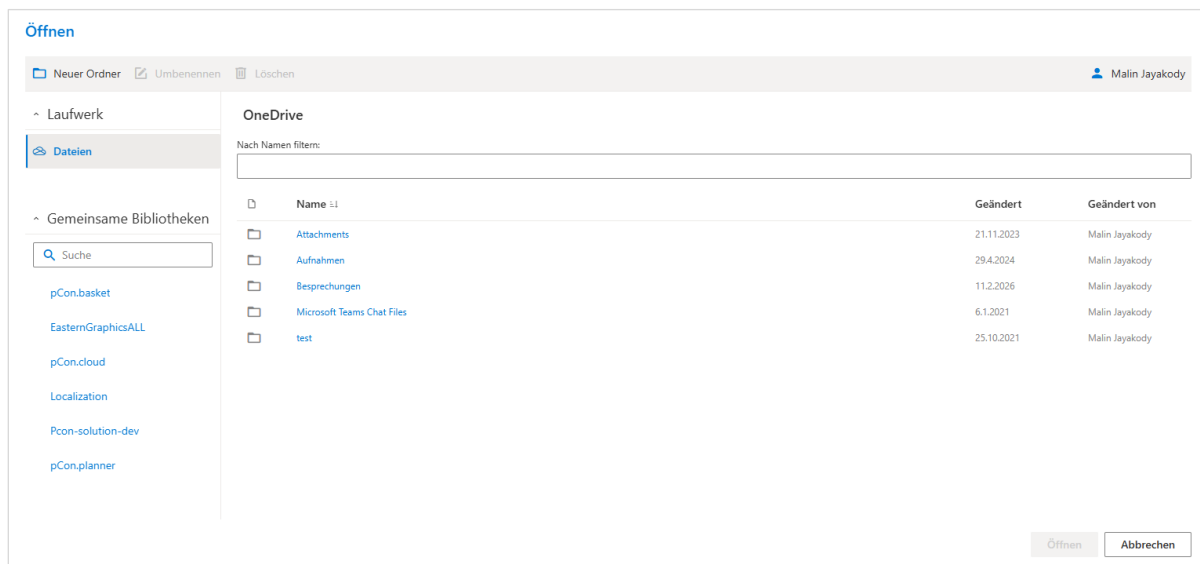 Öffnen
Neuer Ordner Umbenennen Löschen Malin Jayakody
Laufwerk
Dateien
Gemeinsame Bibliotheken
Suche
pCon.basket
EasternGraphicsALL
pCon.cloud
Localization
Pcon-solution-dev
pCon.planner
OneDrive
Nach Namen filtern:
Name Geändert Geändert von
Attachments 21.11.2023 Malin Jayakody
Aufnahmen 29.4.2024 Malin Jayakody
Besprechungen 11.2.2026 Malin Jayakody
Microsoft Teams Chat Files 6.1.2021 Malin Jayakody
test 25.10.2021 Malin Jayakody
Öffnen Abbrechen